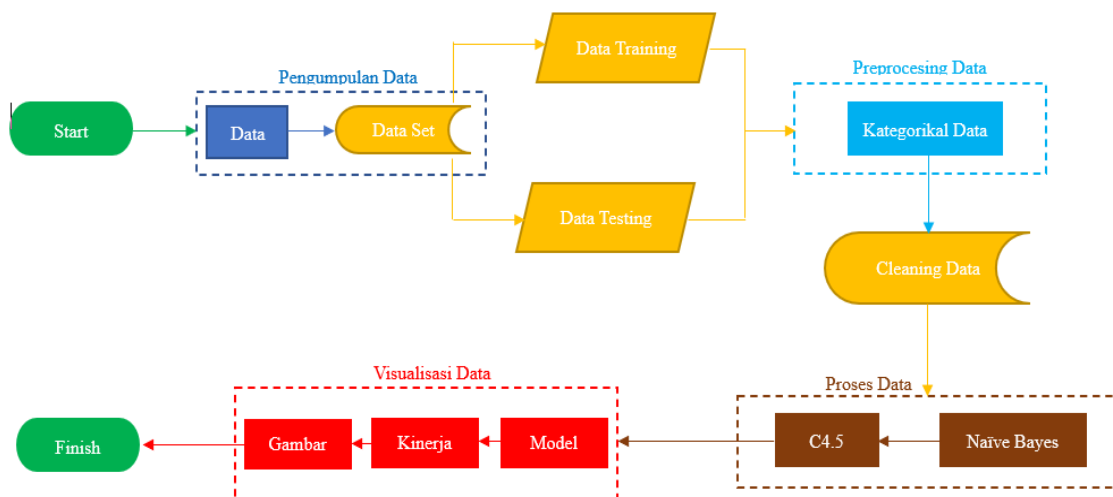 Start
Pengumpulan Data
Data
Data Set
Data Training
Data Testing
Preprocesing Data
Kategorikal Data
Cleaning Data
Proses Data
Naïve Bayes
C4.5
Visualisasi Data
Model
Kinerja
Gambar
Finish